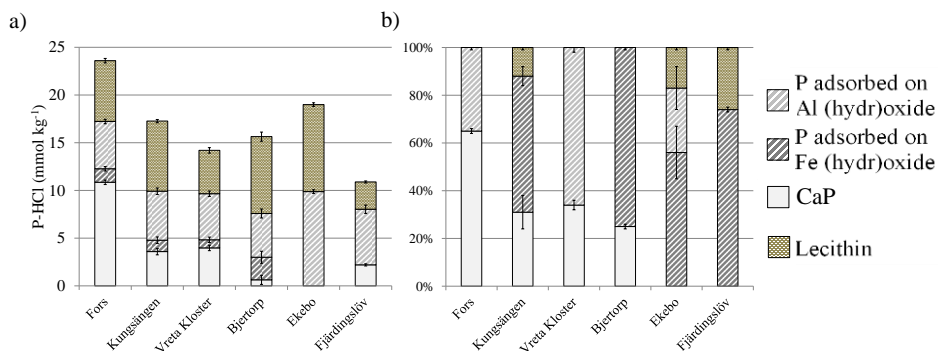 a)
b)
25
20
15
10
5
0
P-HCl (mmol kg⁻¹)
Fors
Kungsängen
Vreta Kloster
Bjertorp
Ekebo
Fjärdingslöv
100%
80%
60%
40%
20%
0%
Fors
Kungsängen
Vreta Kloster
Bjertorp
Ekebo
Fjärdingslöv
P adsorbed on
Al (hydr)oxide
P adsorbed on
Fe (hydr)oxide
CaP
Lecithin